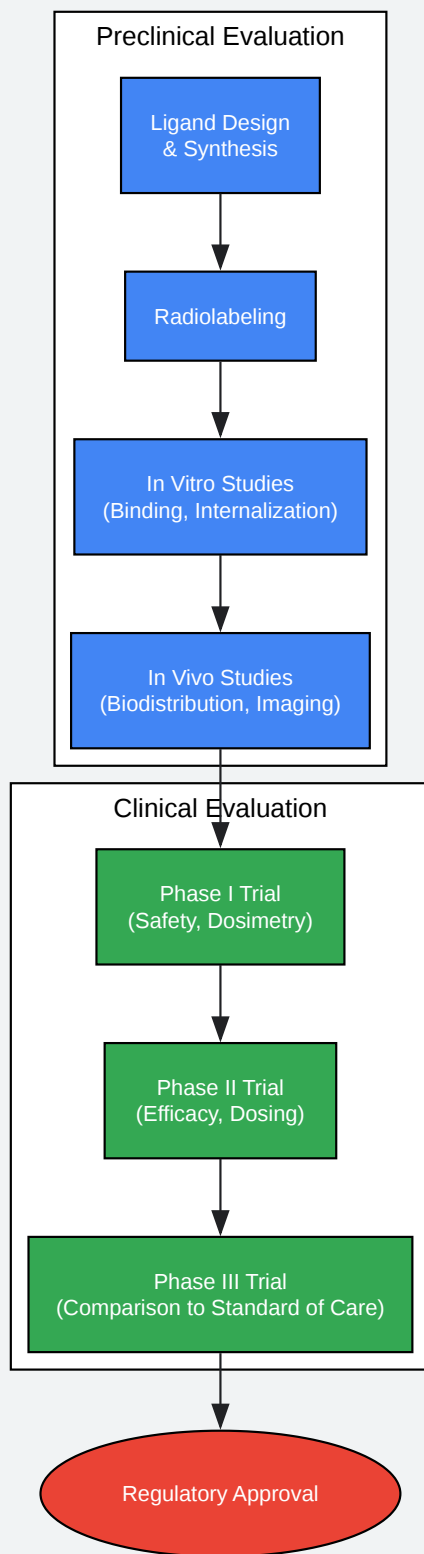 Preclinical Evaluation
Ligand Design
& Synthesis
Radiolabeling
In Vitro Studies
(Binding, Internalization)
In Vivo Studies
(Biodistribution, Imaging)
Clinical Evaluation
Phase I Trial
(Safety, Dosimetry)
Phase II Trial
(Efficacy, Dosing)
Phase III Trial
(Comparison to Standard of Care)
Regulatory Approval